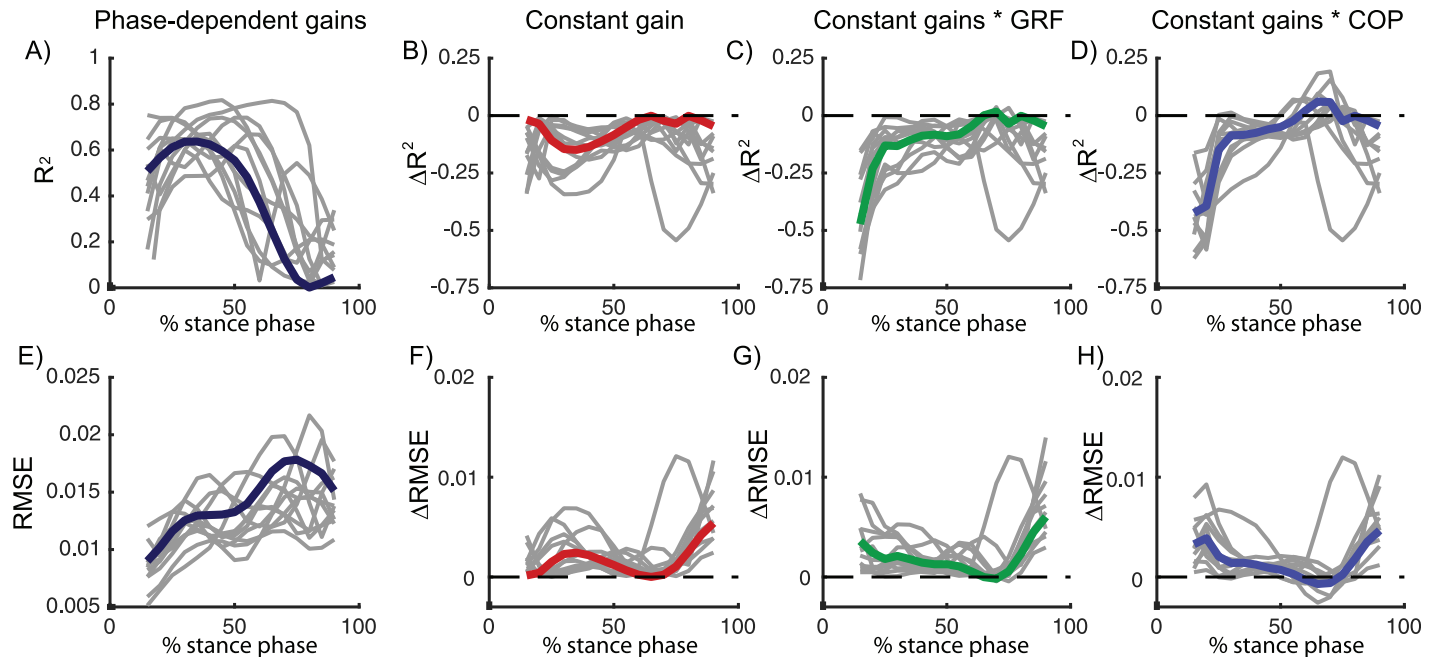 Phase-dependent gains
Constant gain
Constant gains * GRF
Constant gains * COP
A)
1
0.8
0.6
0.4
0.2
0
R²
0
50
100
% stance phase
B)
0.25
0
-0.25
-0.5
-0.75
ΔR²
0
50
100
% stance phase
C)
0.25
0
-0.25
-0.5
-0.75
ΔR²
0
50
100
% stance phase
D)
0.25
0
-0.25
-0.5
-0.75
ΔR²
0
50
100
% stance phase
E)
0.025
0.02
0.015
0.01
0.005
RMSE
0
50
100
% stance phase
F)
0.02
0.01
0
ΔRMSE
0
50
100
% stance phase
G)
0.02
0.01
0
ΔRMSE
0
50
100
% stance phase
H)
0.02
0.01
0
ΔRMSE
0
50
100
% stance phase